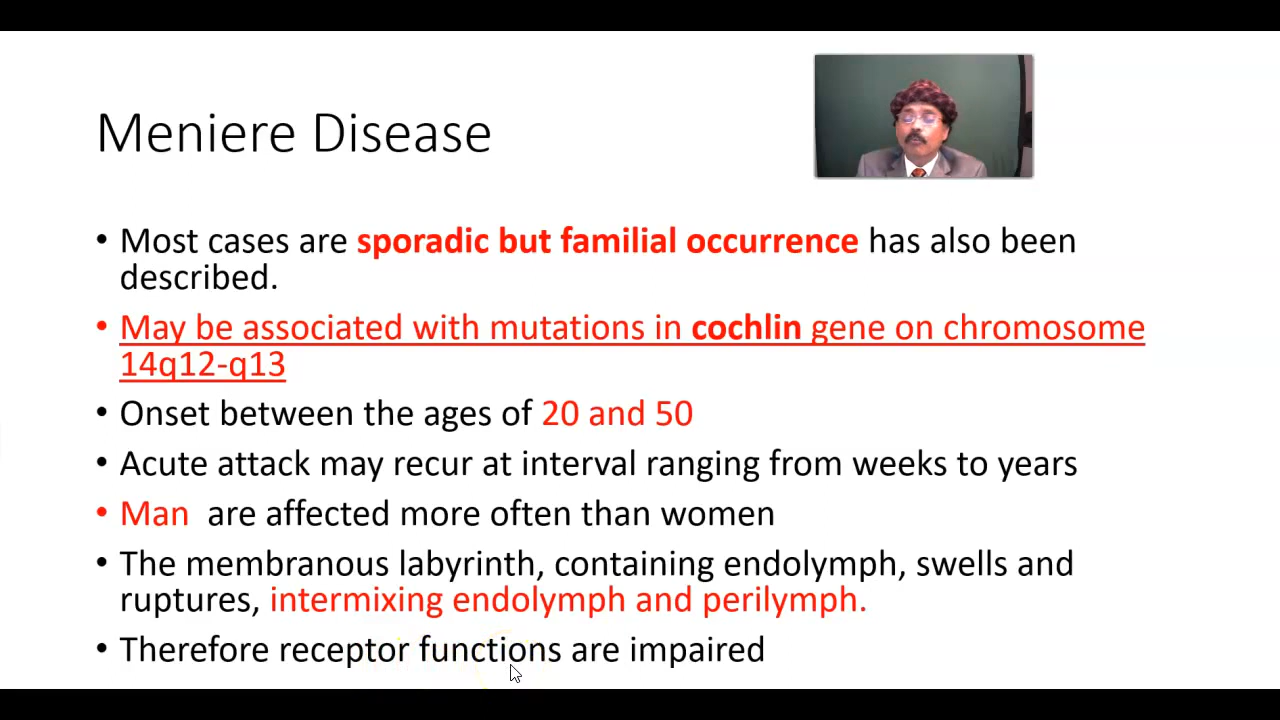 Meniere Disease
• Most cases are sporadic but familial occurrence has also been
described.
• May be associated with mutations in cochlin gene on chromosome
14q12-q13
• Onset between the ages of 20 and 50
• Acute attack may recur at interval ranging from weeks to years
• Man are affected more often than women
• The membranous labyrinth, containing endolymph, swells and
ruptures, intermixing endolymph and perilymph.
• Therefore receptor functions are impaired